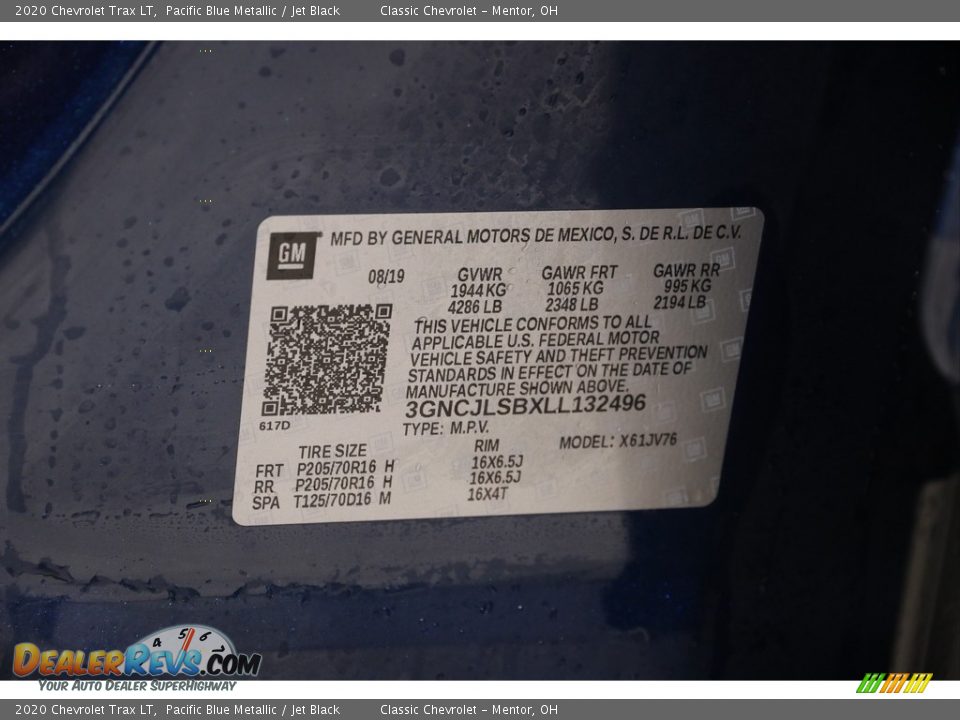 2020 Chevrolet Trax LT, Pacific Blue Metallic / Jet Black Classic Chevrolet – Mentor, OH
GM MFD BY GENERAL MOTORS DE MEXICO, S. DE R.L. DE C.V.
08/19 GVWR GAWR FRT GAWR RR
1944 KG 1065 KG 995 KG
4286 LB 2348 LB 2194 LB
THIS VEHICLE CONFORMS TO ALL
APPLICABLE U.S. FEDERAL MOTOR
VEHICLE SAFETY AND THEFT PREVENTION
STANDARDS IN EFFECT ON THE DATE OF
MANUFACTURE SHOWN ABOVE.
3GNCJLSBXLL132496
617D
TYPE: M.P.V.
TIRE SIZE RIM MODEL: X61JV76
FRT P205/70R16 H 16X6.5J
RR P205/70R16 H 16X6.5J
SPA T125/70D16 M 16X4T
4 5 6
DEALERREVS.COM
YOUR AUTO DEALER SUPERHIGHWAY
2020 Chevrolet Trax LT, Pacific Blue Metallic / Jet Black Classic Chevrolet – Mentor, OH